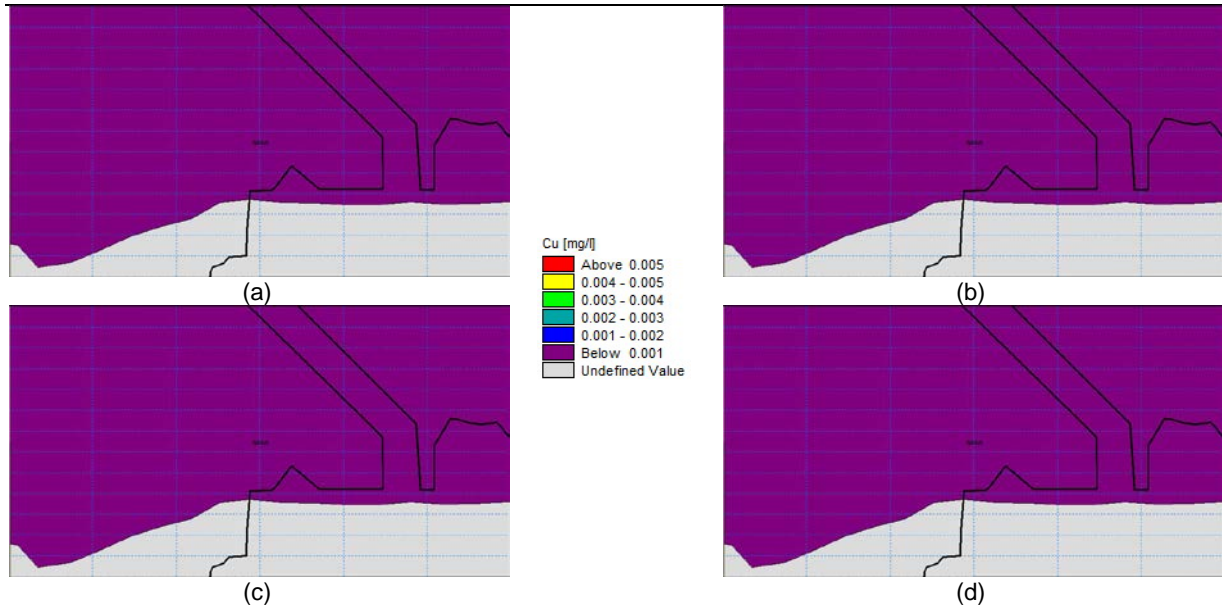 (a)
(b)
Cu [mg/l]
Above 0.005
0.004 - 0.005
0.003 - 0.004
0.002 - 0.003
0.001 - 0.002
Below 0.001
Undefined Value
(c)
(d)